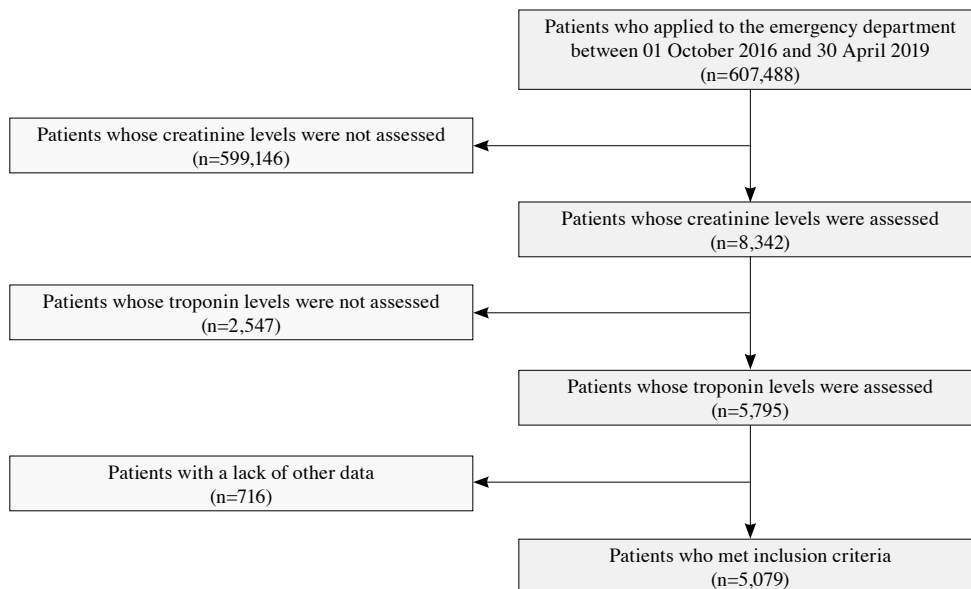 Patients who applied to the emergency department
between 01 October 2016 and 30 April 2019
(n=607,488)
Patients whose creatinine levels were not assessed
(n=599,146)
Patients whose creatinine levels were assessed
(n=8,342)
Patients whose troponin levels were not assessed
(n=2,547)
Patients whose troponin levels were assessed
(n=5,795)
Patients with a lack of other data
(n=716)
Patients who met inclusion criteria
(n=5,079)